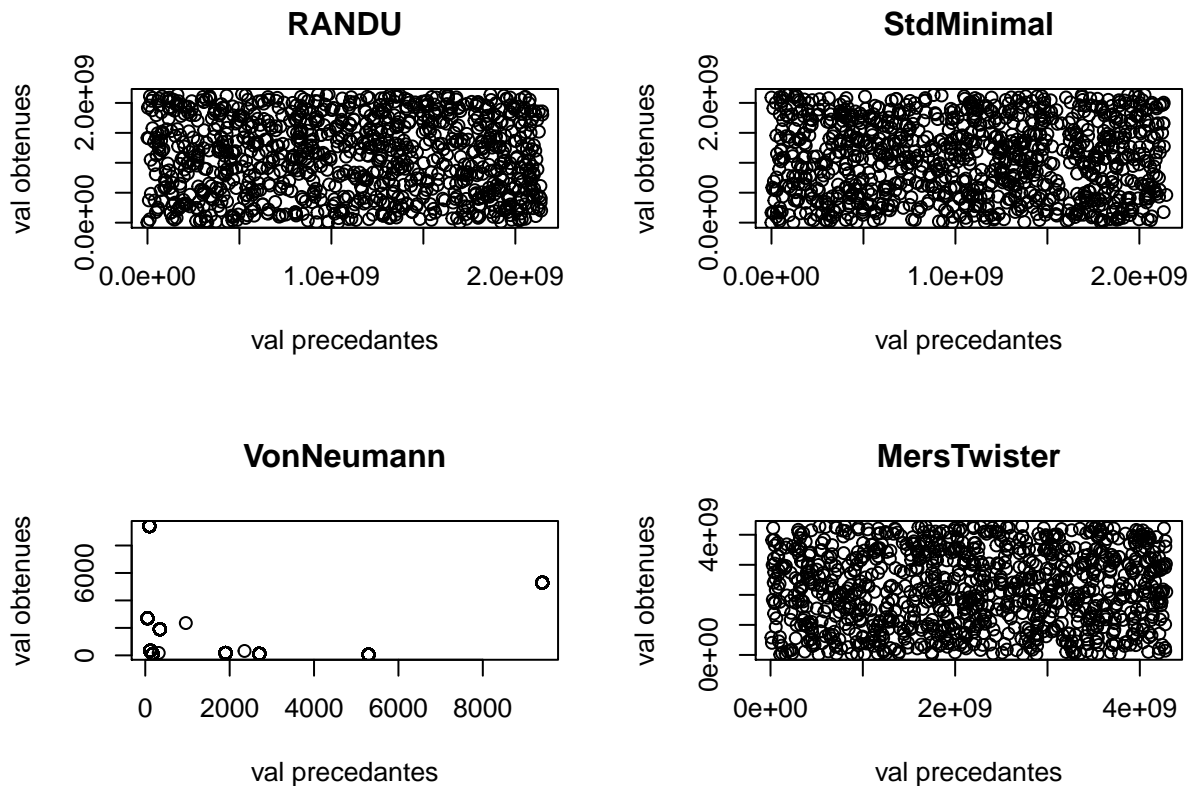 RANDU
val obtenues
0.0e+00 2.0e+09
0.0e+00 1.0e+09 2.0e+09
val precedantes
StdMinimal
val obtenues
0.0e+00 2.0e+09
0.0e+00 1.0e+09 2.0e+09
val precedantes
VonNeumann
val obtenues
0 6000
0 2000 4000 6000 8000
val precedantes
MersTwister
val obtenues
0e+00 4e+09
0e+00 2e+09 4e+09
val precedantes